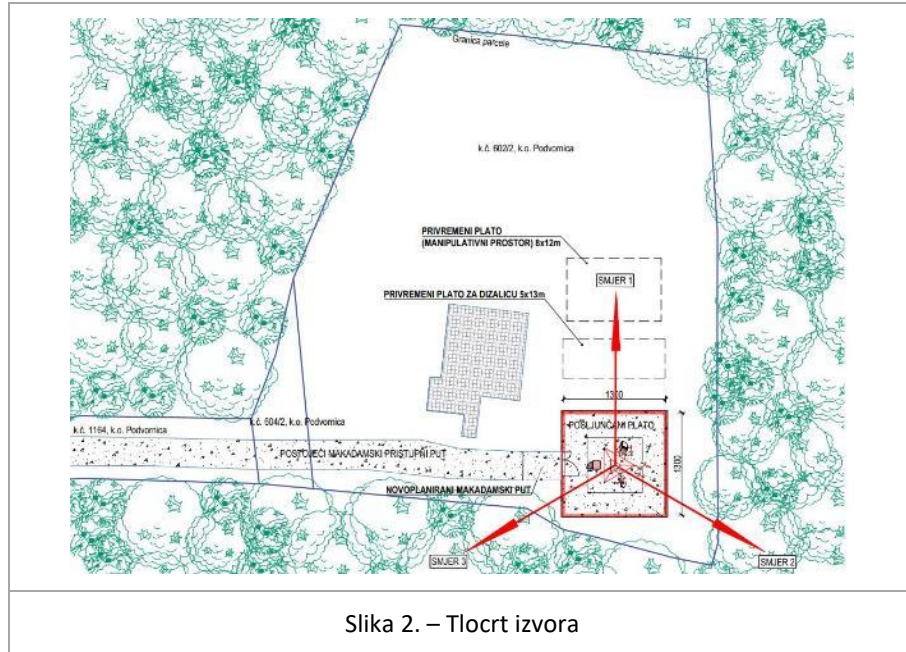 Granica parcele
k.č. 602/2, k.o. Podvornica
PRIVREMENI PLATO
(MANIPULATIVNI PROSTOR) 8x12m
SMJER 1
PRIVREMENI PLATO ZA DIZALICU 5x13m
1300
k.č. 1164, k.o. Podvornica
k.č. 604/2, k.o. Podvornica
POŠLJUNČANI PLATO
POSTOJEĆI MAKADAMSKI PRISTUPNI PUT
1300
NOVOPLANIRANI MAKADAMSKI PUT
SMJER 3
SMJER 2
Slika 2. – Tlocrt izvora